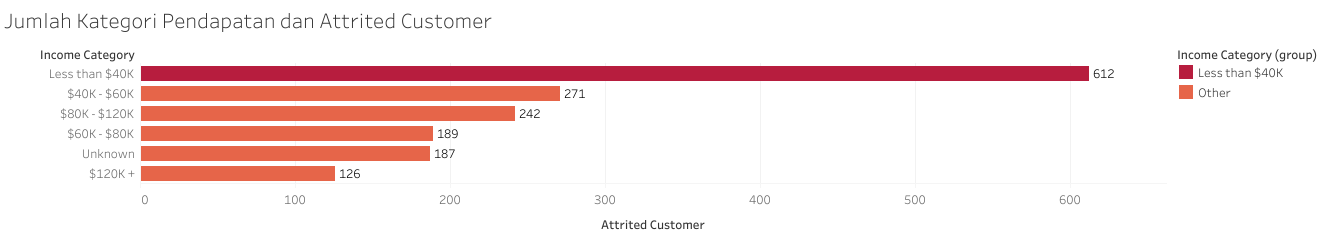 Jumlah Kategori Pendapatan dan Attrited Customer
Income Category
Less than $40K 612
$40K - $60K 271
$80K - $120K 242
$60K - $80K 189
Unknown 187
$120K + 126
0 100 200 300 400 500 600
Attrited Customer
Income Category (group)
Less than $40K
Other